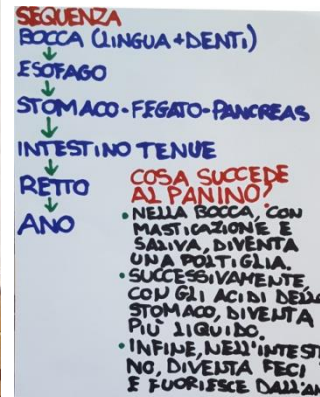 SEQUENZA
BOCCA (LINGUA+DENTI)
ESOFAGO
STOMACO-FEGATO-PANCREAS
INTESTINO TENUE
RETTO
ANO
COSA SUCCEDE
AL PANINO?
• NELLA BOCCA, CON
MASTICAZIONE E
SALIVA, DIVENTA
UNA POLTIGLIA.
• SUCCESSIVAMENTE,
CON GLI ACIDI DELLO
STOMACO, DIVENTA
PIÙ LIQUIDO.
• INFINE, NELL'INTESTI
NO, DIVENTA FECI
E FUORIESCE DALL'AN